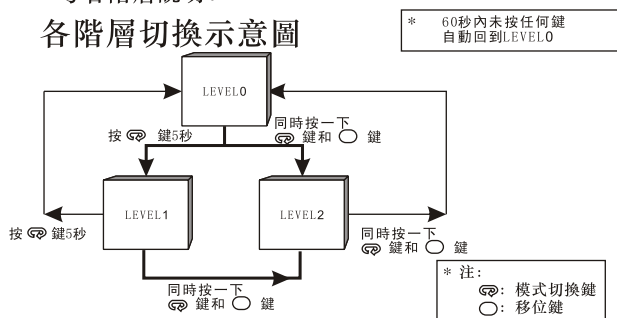 各階層切換示意圖
* 60秒內未按任何鍵
自動回到LEVEL0
LEVEL0
按 鍵5秒
同時按一下
鍵和 鍵
LEVEL1
LEVEL2
按 鍵5秒
同時按一下
鍵和 鍵
同時按一下
鍵和 鍵
* 注:
: 模式切換鍵
: 移位鍵